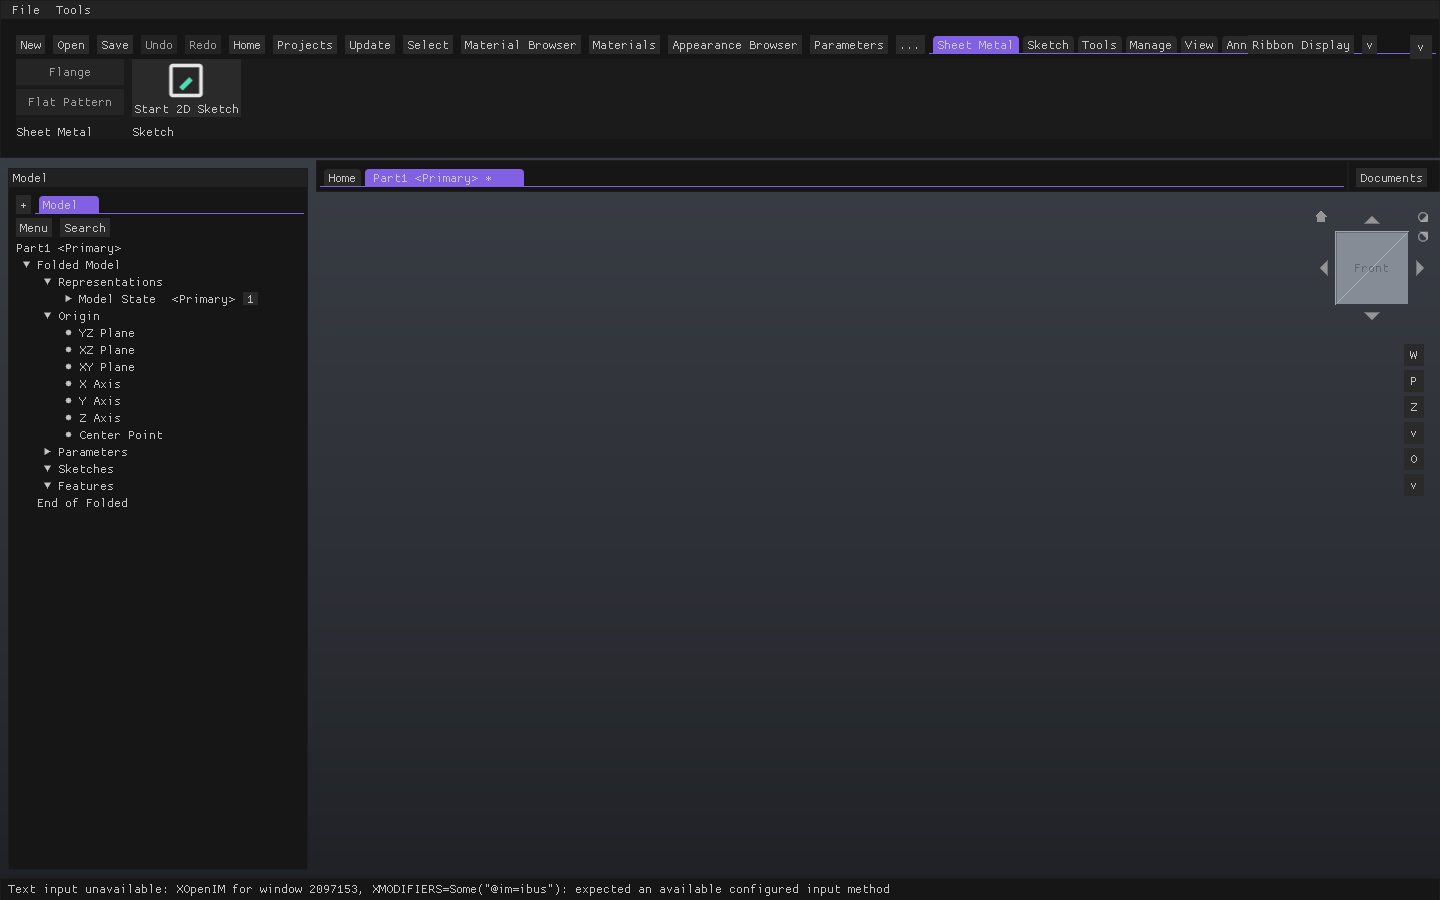 File Tools
New Open Save Undo Redo Home Projects Update Select Material Browser Materials Appearance Browser Parameters ... Sheet Metal Sketch Tools Manage View Ann Ribbon Display v v
Flange
Flat Pattern
Start 2D Sketch
Sheet Metal Sketch
Model
+ Model
Menu Search
Part1 <Primary>
Folded Model
Representations
Model State <Primary> 1
Origin
YZ Plane
XZ Plane
XY Plane
X Axis
Y Axis
Z Axis
Center Point
Parameters
Sketches
Features
End of Folded
Home Part1 <Primary> * Documents
Front
W
P
Z
v
O
v
Text input unavailable: XOpenIM for window 2097153, XMODIFIERS=Some("@im=ibus"): expected an available configured input method